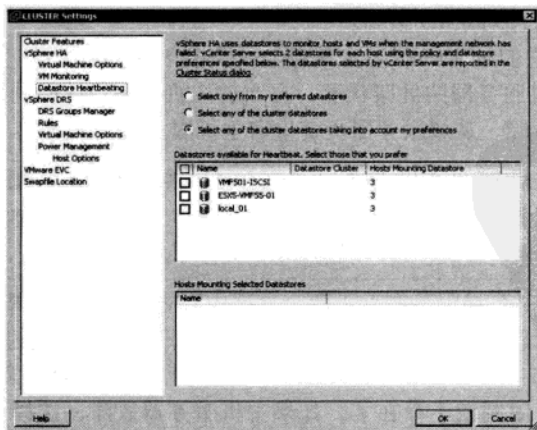 CLUSTER Settings
Cluster Features
vSphere HA
Virtual Machine Options
VM Monitoring
Datastore Heartbeating
vSphere DRS
DRS Groups Manager
Rules
Virtual Machine Options
Power Management
Host Options
VMware EVC
Swapfile Location
vSphere HA uses datastores to monitor hosts and VMs when the management network has
failed. vCenter Server selects 2 datastores for each host using the policy and datastore
preferences specified below. The datastores selected by vCenter Server are reported in the
Cluster Status dialog.
Select only from my preferred datastores
Select any of the cluster datastores
Select any of the cluster datastores taking into account my preferences
Datastores available for Heartbeat. Select those that you prefer
Name Datastore Cluster Hosts Mounting Datastore
VMFS01-ISCSI 3
ESX5-VMFS5-01 3
local_01 3
Hosts Mounting Selected Datastores
Name
Help OK Cancel